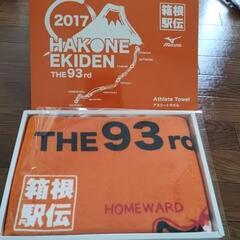 2017
箱根
駅伝
HAKONE
EKIDEN
THE 93rd
MIZUNO
Athlete Towel
アスリートタオル
THE 93rd
箱根
駅伝
HOMEWARD